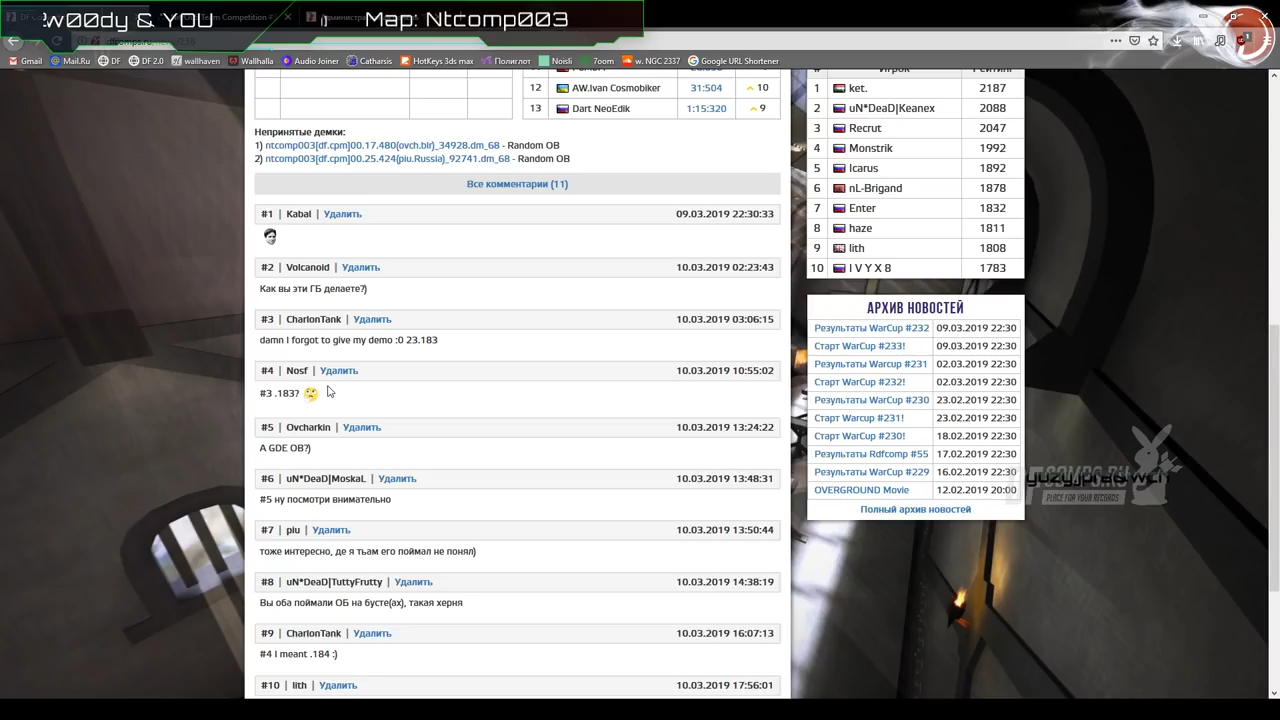 w00dy & YOU
Map: Ntcomp003
Team Competition #
Gmail Mail.Ru DF DF 2.0 wallhaven Wallhalla Audio Joiner Catharsis HotKeys 3ds max Полиглот Noisli 7oom w. NGC 2337 Google URL Shortener
12 AW.Ivan Cosmobiker 31:504 10
13 Dart NeoEdik 1:15:320 9
Непринятые демки:
1) ntcomp003[df.cpm]00.17.480(ovch.blr)_34928.dm_68 - Random OB
2) ntcomp003[df.cpm]00.25.424(piu.Russia)_92741.dm_68 - Random OB
Все комментарии (11)
#1 | Kabal | Удалить 09.03.2019 22:30:33
#2 | Volcanoid | Удалить 10.03.2019 02:23:43
Как вы эти ГБ делаете?)
#3 | CharlonTank | Удалить 10.03.2019 03:06:15
damn I forgot to give my demo :0 23.183
#4 | Nosf | Удалить 10.03.2019 10:55:02
#3 .183?
#5 | Ovcharkin | Удалить 10.03.2019 13:24:22
A GDE OB?)
#6 | uN*DeaD|MoskaL | Удалить 10.03.2019 13:48:31
#5 ну посмотри внимательно
#7 | piu | Удалить 10.03.2019 13:50:44
тоже интересно, де я тьам его поймал не понял)
#8 | uN*DeaD|TuttyFrutty | Удалить 10.03.2019 14:38:19
Вы оба поймали ОБ на бусте(ах), такая херня
#9 | CharlonTank | Удалить 10.03.2019 16:07:13
#4 I meant .184 :)
#10 | lith | Удалить 10.03.2019 17:56:01
# Игрок Рейтинг
1 ket. 2187
2 uN*DeaD|Keanex 2088
3 Recrut 2047
4 Monstrik 1992
5 Icarus 1892
6 nL-Brigand 1878
7 Enter 1832
8 haze 1811
9 lith 1808
10 I V Y X 8 1783
АРХИВ НОВОСТЕЙ
Результаты WarCup #232 09.03.2019 22:30
Старт WarCup #233! 09.03.2019 22:30
Результаты Warcup #231 02.03.2019 22:30
Старт WarCup #232! 02.03.2019 22:30
Результаты WarCup #230 23.02.2019 22:30
Старт Warcup #231! 23.02.2019 22:30
Старт WarCup #230! 18.02.2019 22:30
Результаты Rdfcomp #55 17.02.2019 22:30
Результаты WarCup #229 16.02.2019 22:30
OVERGROUND Movie 12.02.2019 20:00
Полный архив новостей
PLACE FOR YOUR RECORDS